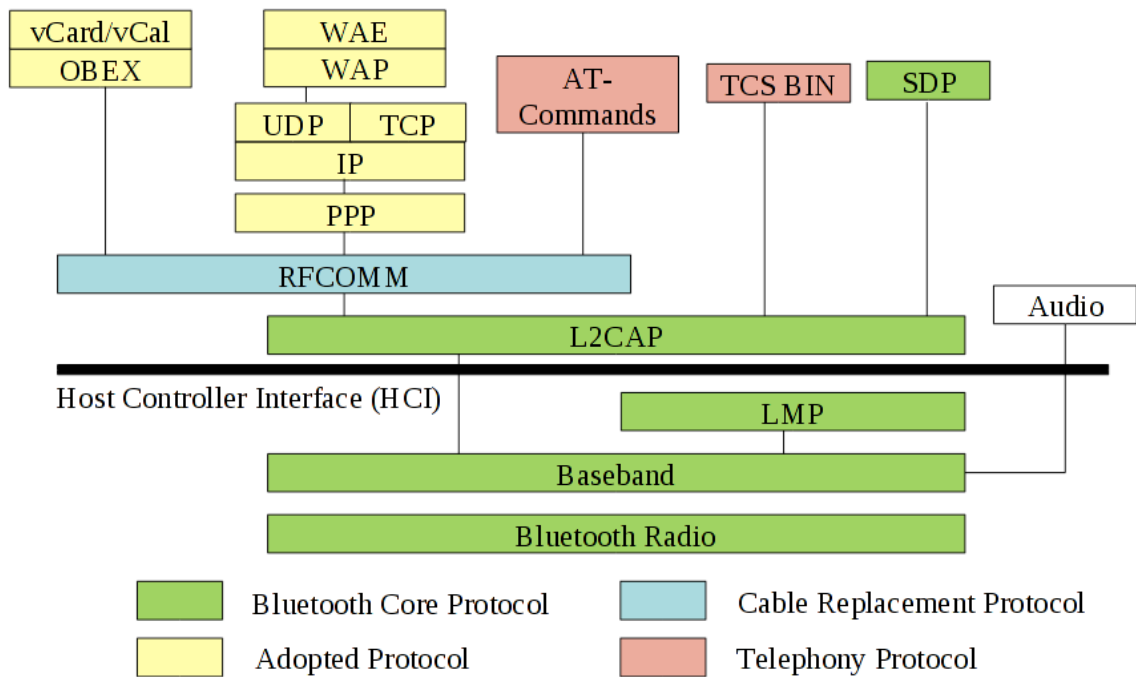 vCard/vCal
OBEX
WAE
WAP
UDP
TCP
IP
PPP
AT-
Commands
TCS BIN
SDP
RFCOMM
Audio
L2CAP
Host Controller Interface (HCI)
LMP
Baseband
Bluetooth Radio
Bluetooth Core Protocol
Cable Replacement Protocol
Adopted Protocol
Telephony Protocol